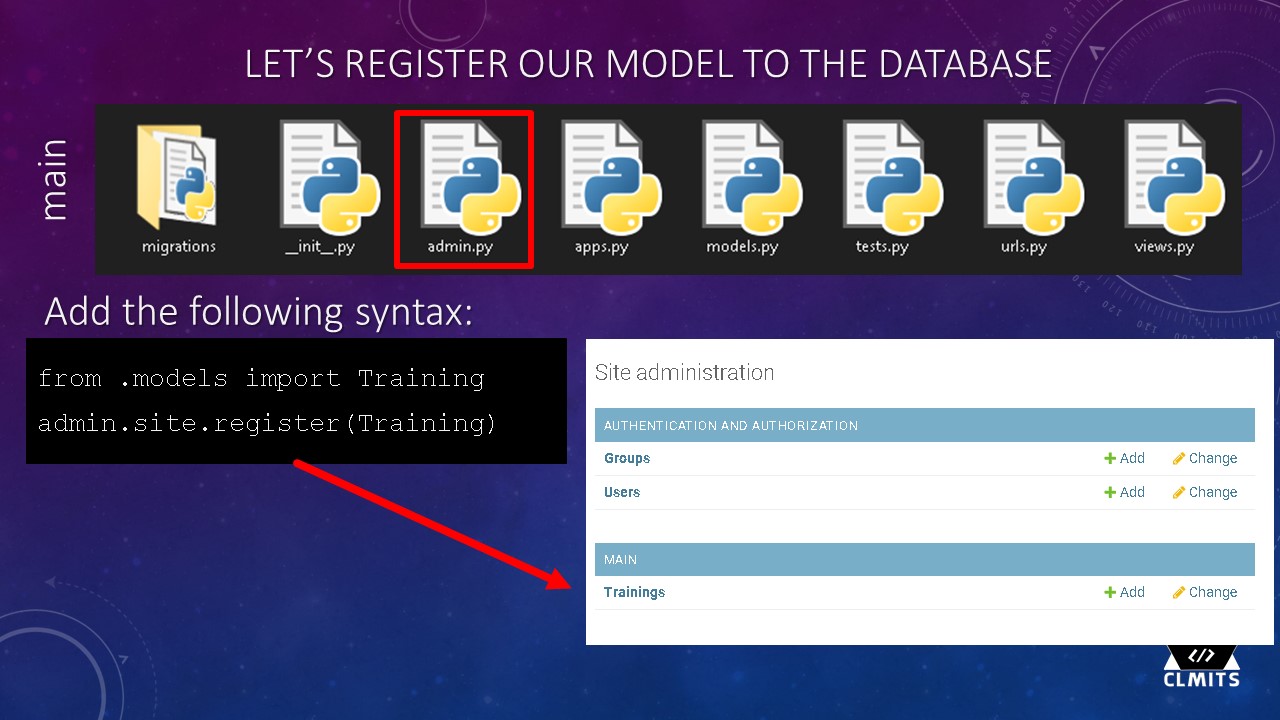 LET’S REGISTER OUR MODEL TO THE DATABASE
main
migrations
__init__.py
admin.py
apps.py
models.py
tests.py
urls.py
views.py
Add the following syntax:
from .models import Training
admin.site.register(Training)
Site administration
AUTHENTICATION AND AUTHORIZATION
Groups + Add Change
Users + Add Change
MAIN
Trainings + Add Change
</>
CLMITS